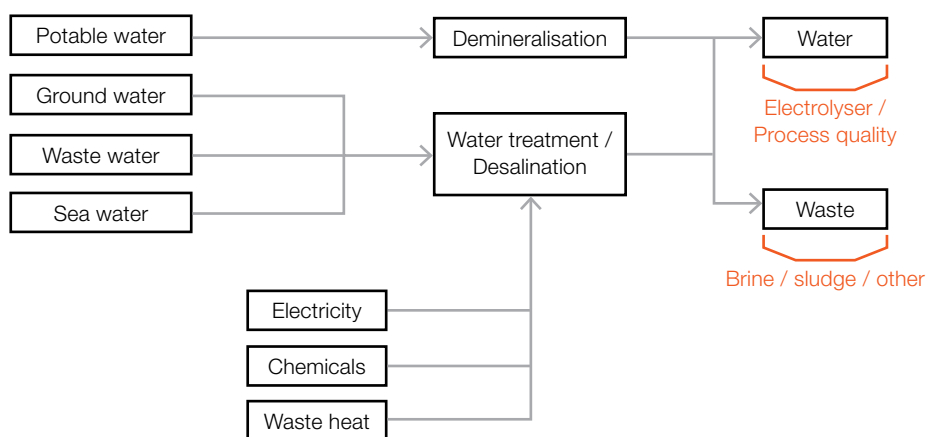 Potable water
Demineralisation
Water
Ground water
Electrolyser /
Process quality
Waste water
Water treatment /
Desalination
Sea water
Waste
Brine / sludge / other
Electricity
Chemicals
Waste heat